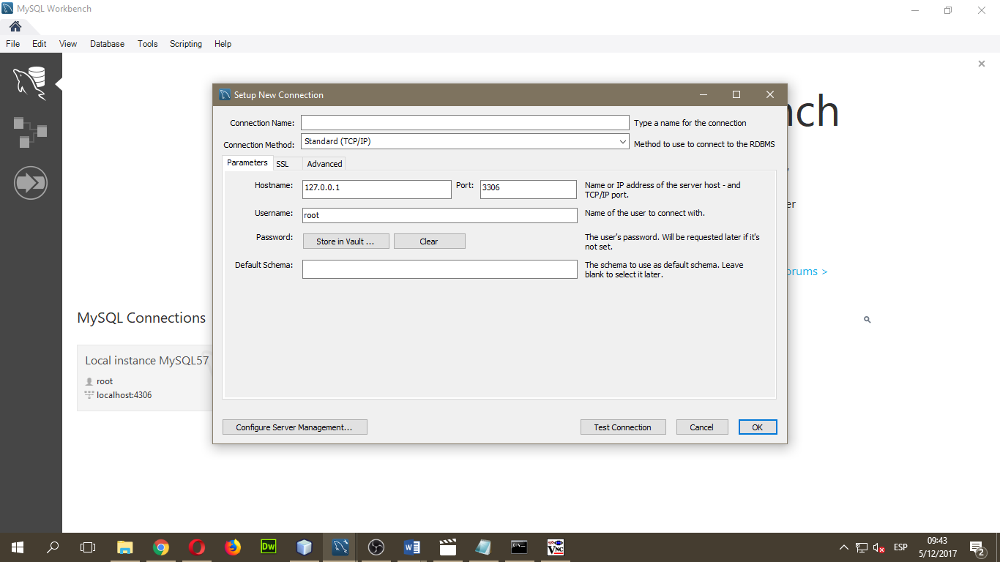 MySQL Workbench
File Edit View Database Tools Scripting Help
nch
Setup New Connection
Connection Name: Type a name for the connection
Connection Method: Standard (TCP/IP) Method to use to connect to the RDBMS
Parameters SSL Advanced
Hostname: 127.0.0.1 Port: 3306 Name or IP address of the server host - and
TCP/IP port.
er
Username: root Name of the user to connect with.
Password: Store in Vault ... Clear The user's password. Will be requested later if it's
not set.
Default Schema: The schema to use as default schema. Leave
blank to select it later.
orums >
MySQL Connections
Local instance MySQL57
root
localhost:4306
Configure Server Management... Test Connection Cancel OK
Dw
W
VNC
ESP
09:43
5/12/2017
2